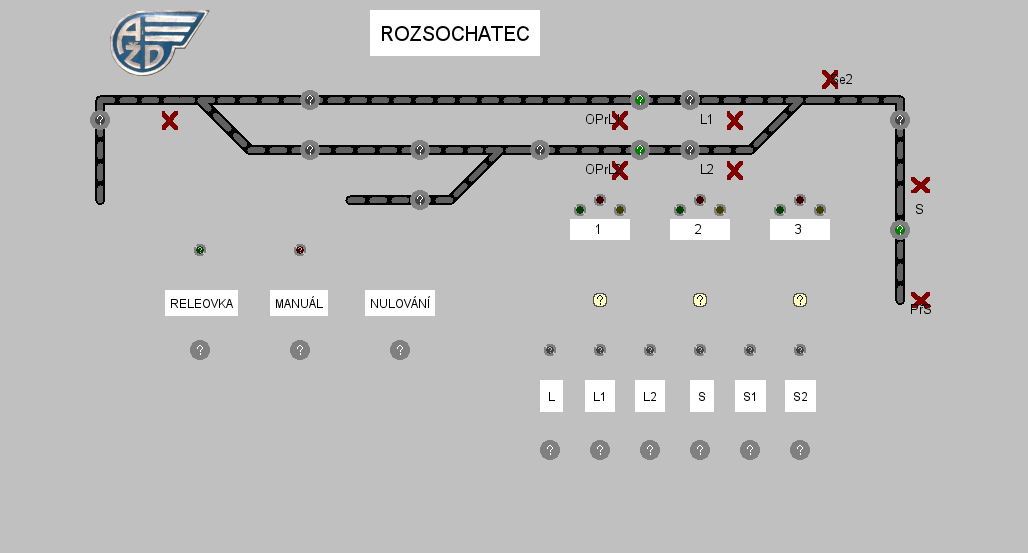 AŽD
ROZSOCHATEC
Se2
OPrL1
L1
OPrL2
L2
S
1
2
3
PrS
RELEOVKA
MANUÁL
NULOVÁNÍ
L
L1
L2
S
S1
S2